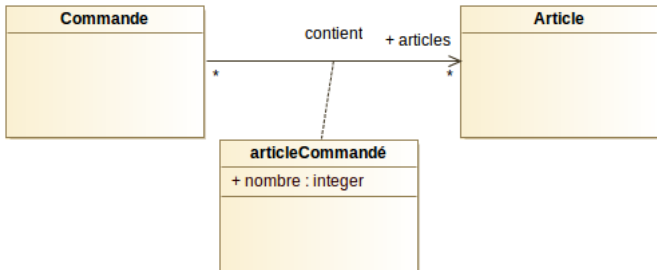 Commande
contient
+ articles
Article
*
*
articleCommandé
+ nombre : integer